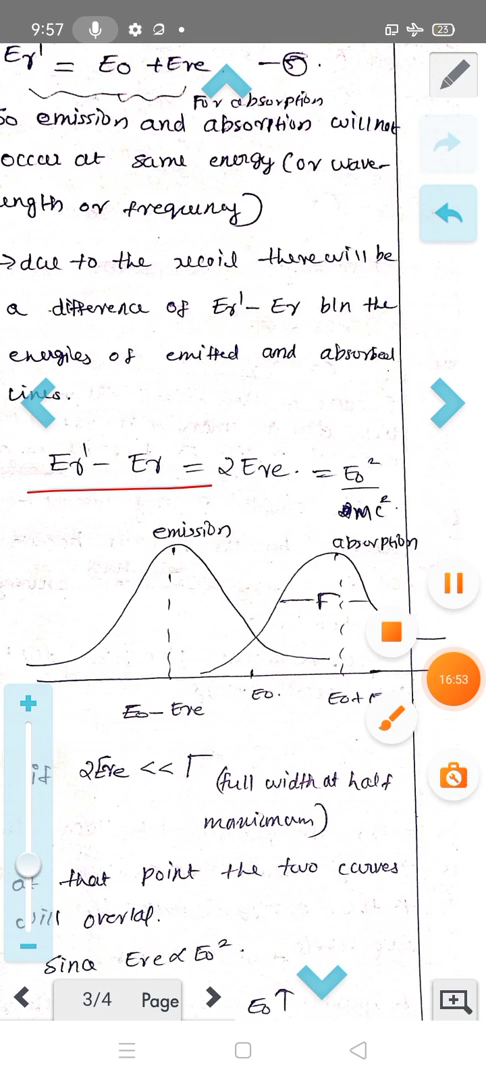 9:57
23
Eγ' = E0 + Ere —⑤.
For absorption
So emission and absorption will not
occur at same energy (or wave-
ength or frequency)
→ due to the recoil there will be
a difference of Eγ' - Eγ b/n the
energies of emitted and absorbed
lines.
Eγ' - Eγ = 2Ere. = E0² / 2mc²
emission
absorption
Γ
E0 - Ere
E0.
E0 + 
16:53
if 2Ere << Γ (full width at half
maximum)
at that point the two curves
will overlap.
Since Ere ∝ E0².
3/4 Page
E0↑